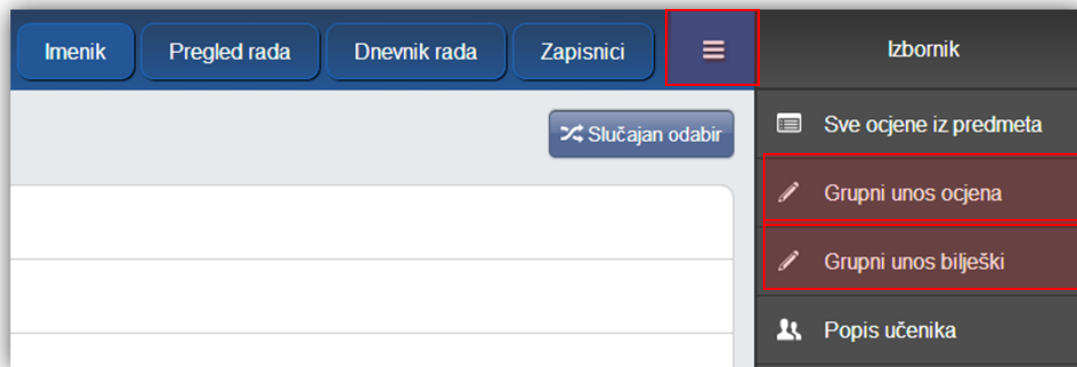 Imenik
Pregled rada
Dnevnik rada
Zapisnici
Izbornik
Slučajan odabir
Sve ocjene iz predmeta
Grupni unos ocjena
Grupni unos bilješki
Popis učenika